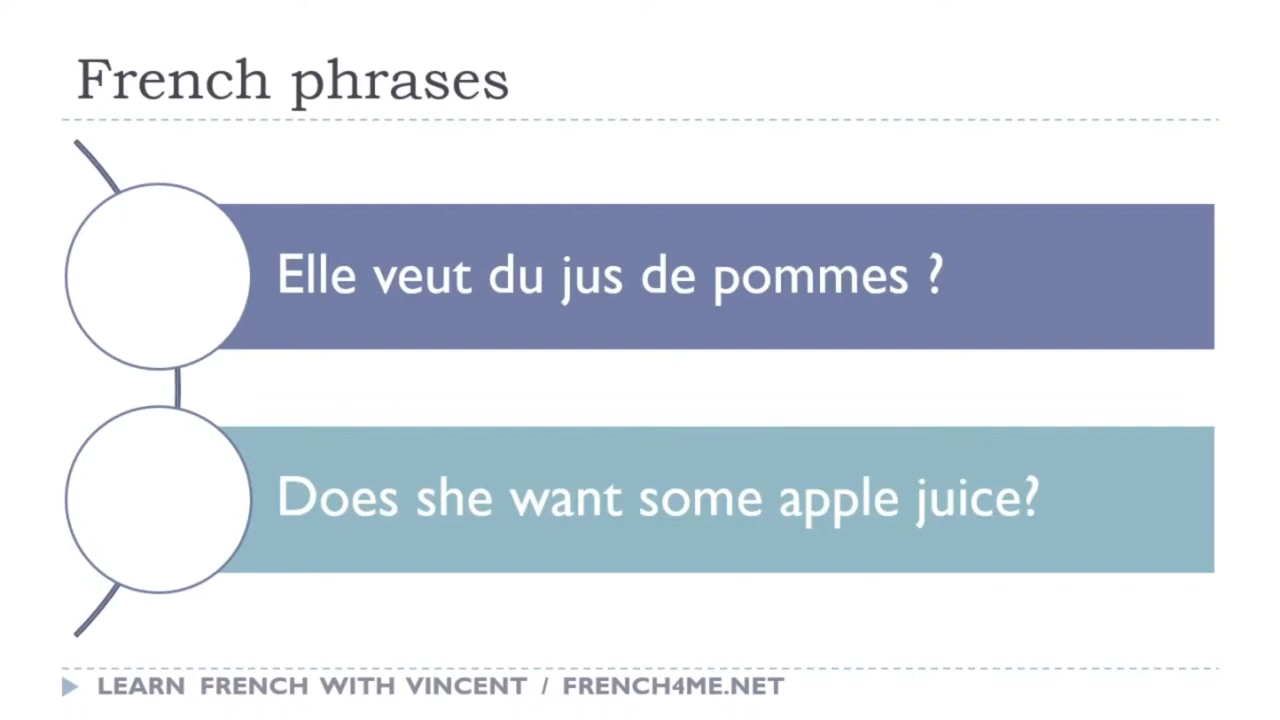 French phrases
Elle veut du jus de pommes ?
Does she want some apple juice?
LEARN FRENCH WITH VINCENT / FRENCH4ME.NET